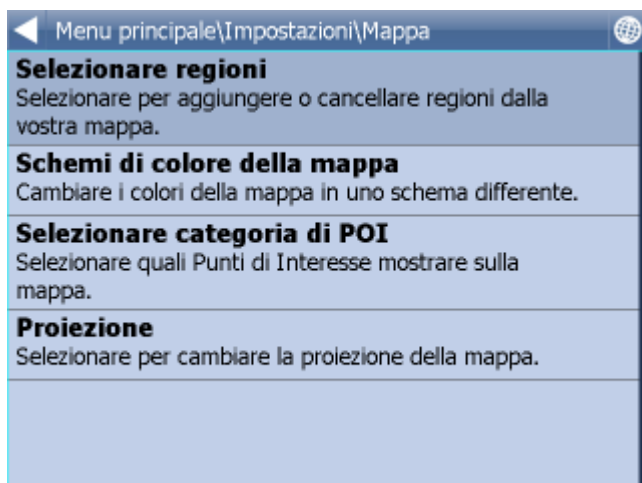 Menu principale\Impostazioni\Mappa
Selezionare regioni
Selezionare per aggiungere o cancellare regioni dalla
vostra mappa.
Schemi di colore della mappa
Cambiare i colori della mappa in uno schema differente.
Selezionare categoria di POI
Selezionare quali Punti di Interesse mostrare sulla
mappa.
Proiezione
Selezionare per cambiare la proiezione della mappa.